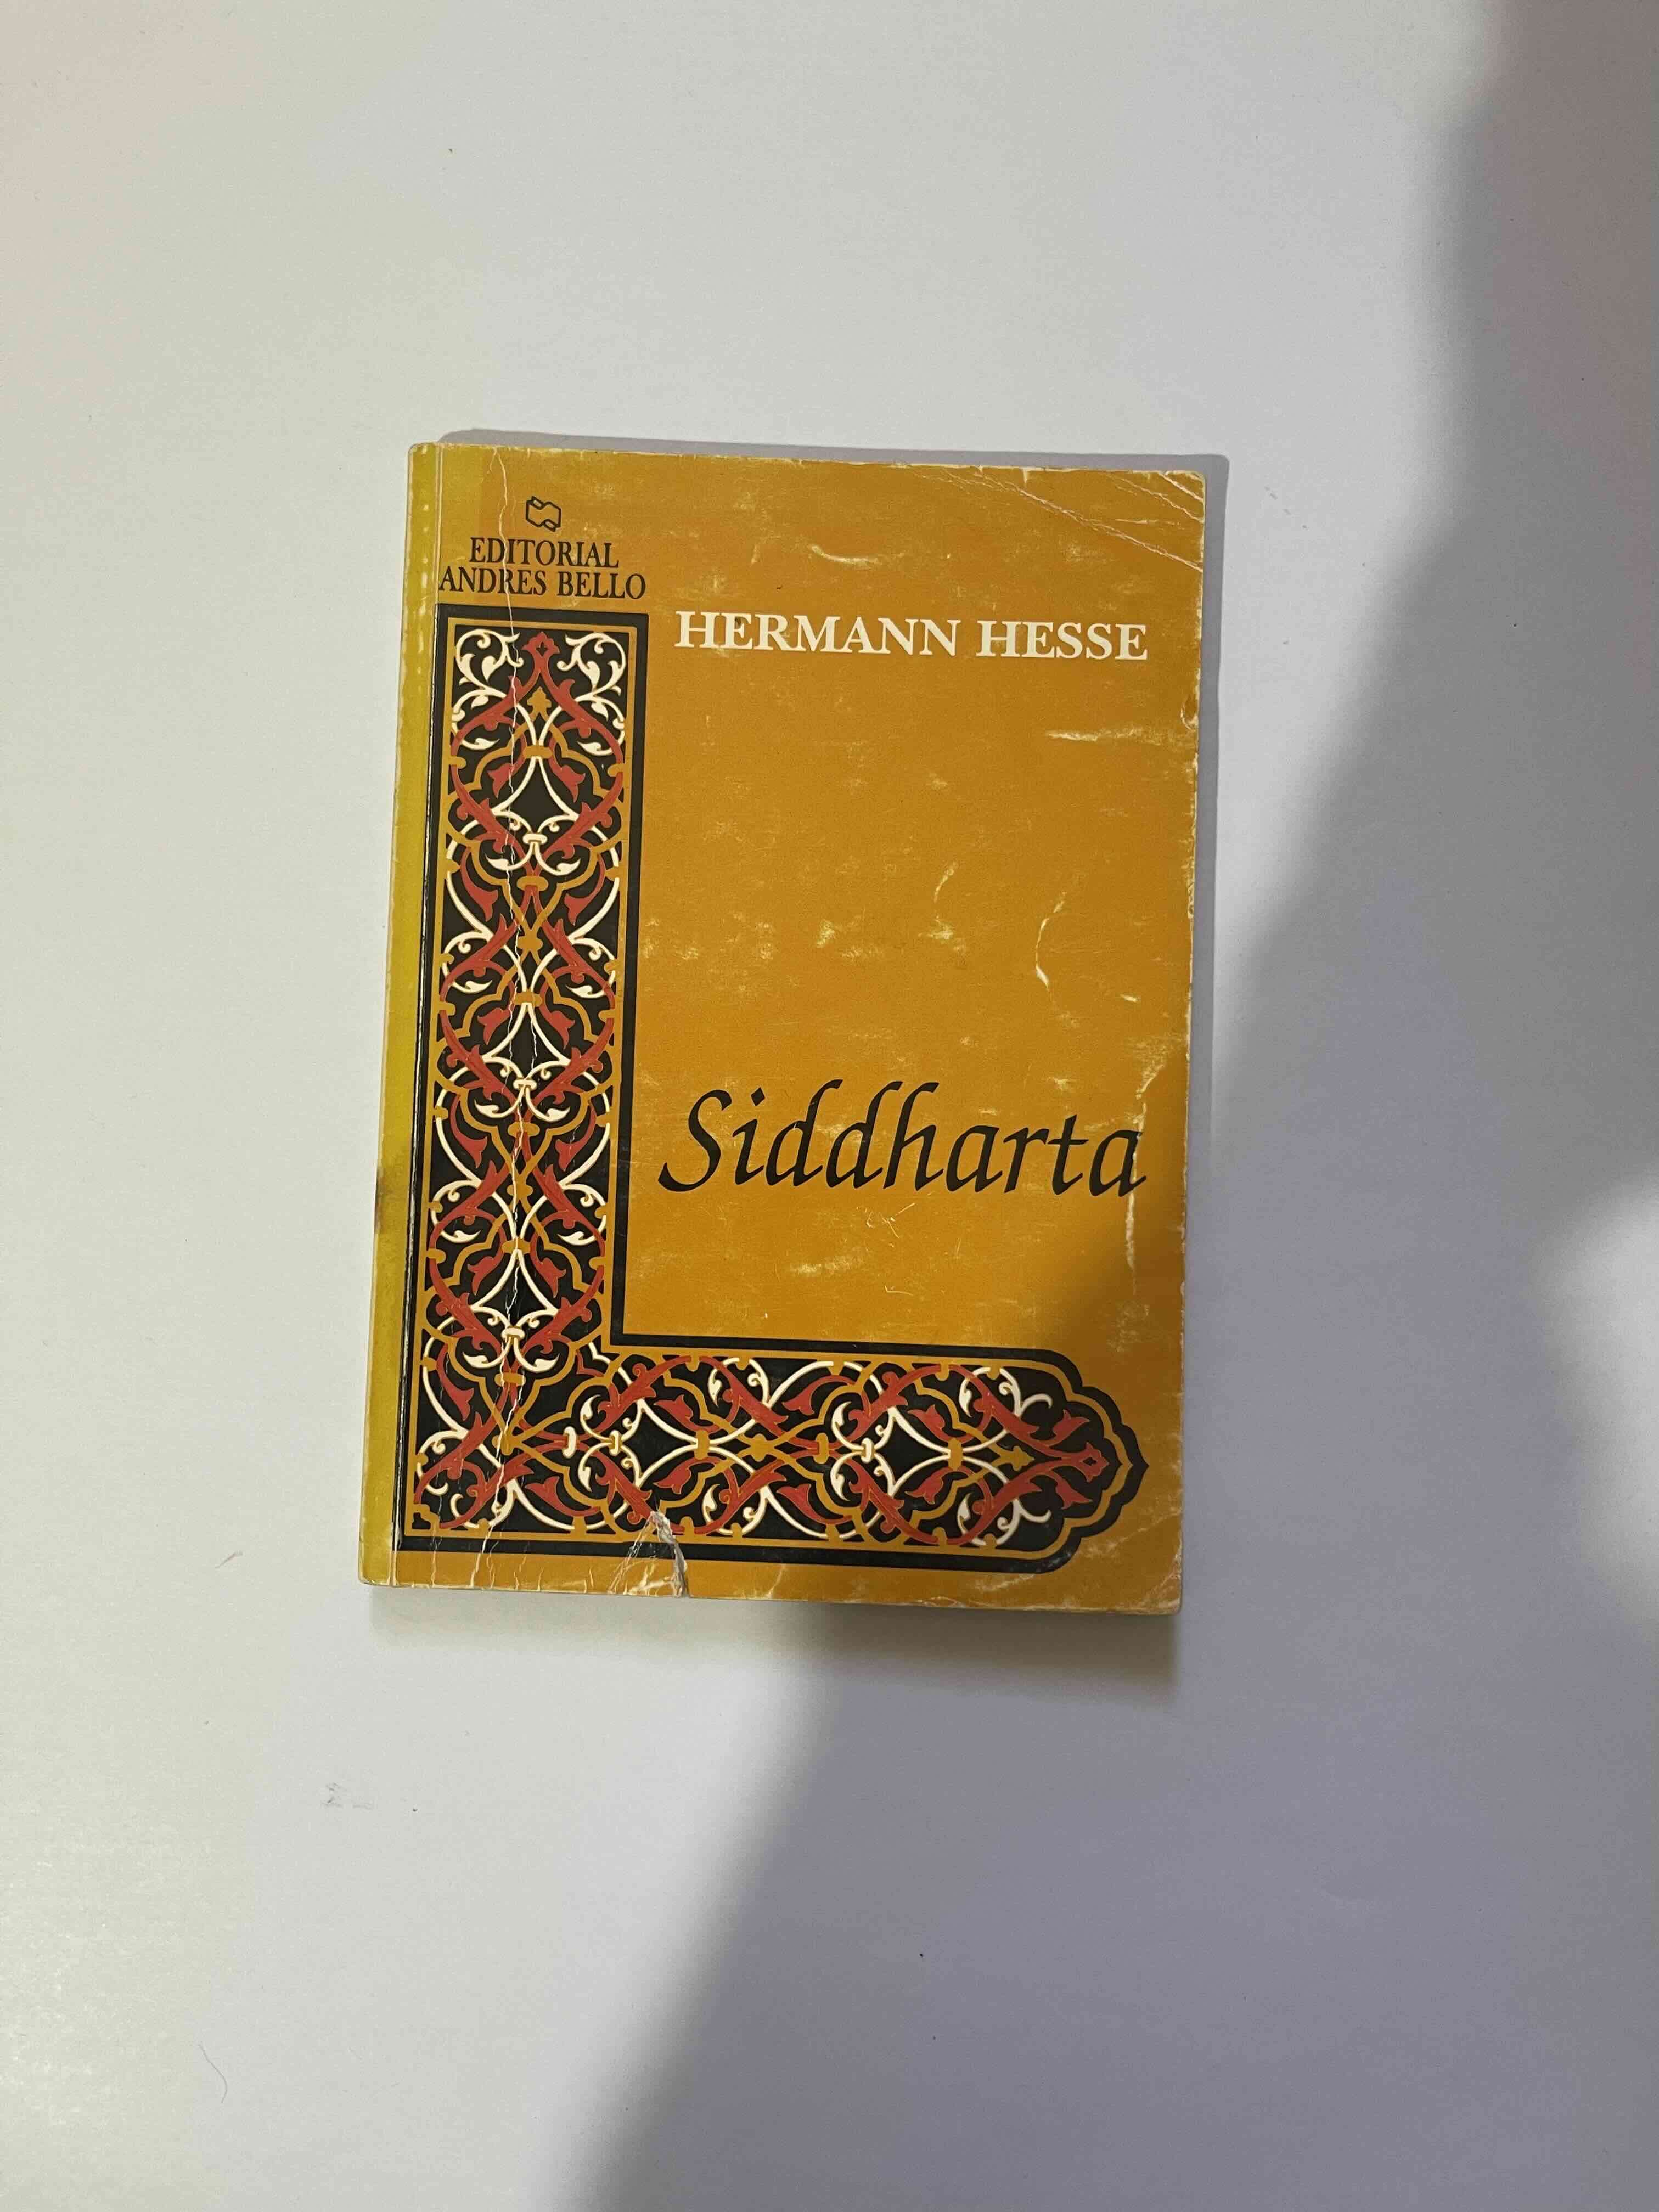 EDITORIAL
ANDRES BELLO
HERMANN HESSE
Siddharta